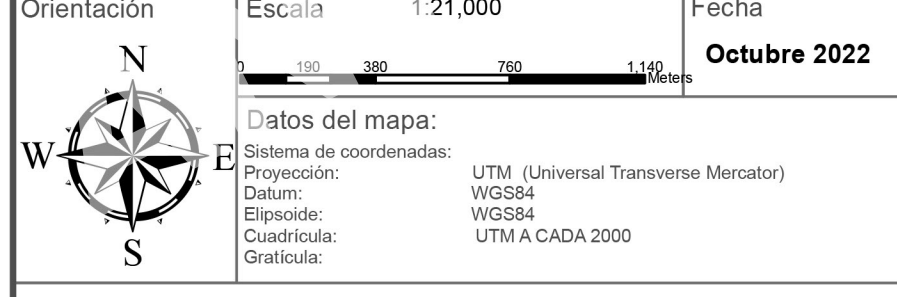 Orientación
Escala 1:21,000
Fecha
N
0 190 380 760 1,140
Meters
Octubre 2022
W E
S
Datos del mapa:
Sistema de coordenadas:
Proyección: UTM (Universal Transverse Mercator)
Datum: WGS84
Elipsoide: WGS84
Cuadrícula: UTM A CADA 2000
Gratícula: